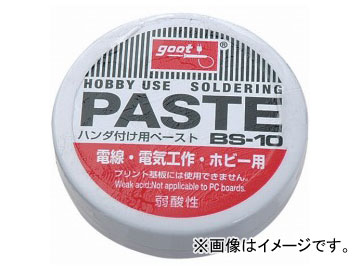 goot®
HOBBY USE SOLDERING
PASTE
ハンダ付け用ペースト BS-10
電線・電気工作・ホビー用
プリント基板には使用できません。
Weak acid:Not applicable to PC boards.
弱酸性
※画像はイメージです。